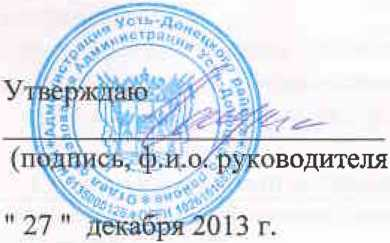 Утверждаю
(подпись, ф.и.о. руководителя
" 27 " декабря 2013 г.